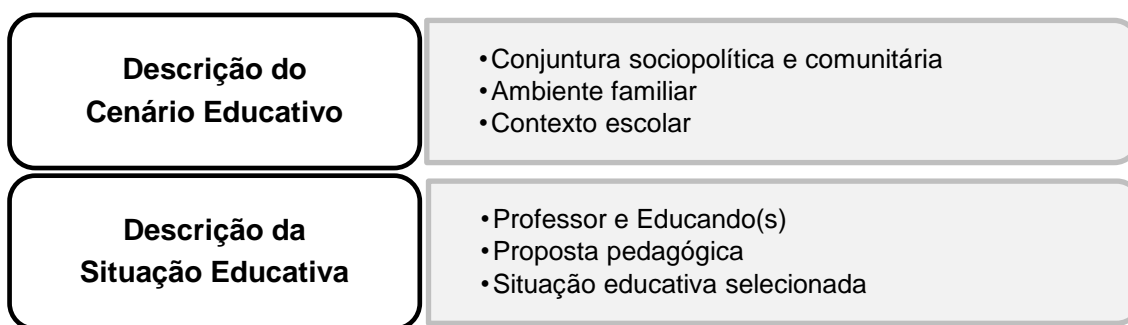 Descrição do
Cenário Educativo
•Conjuntura sociopolítica e comunitária
•Ambiente familiar
•Contexto escolar
Descrição da
Situação Educativa
•Professor e Educando(s)
•Proposta pedagógica
•Situação educativa selecionada